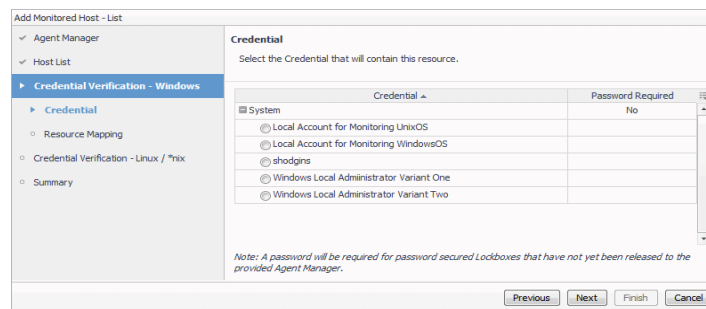 Add Monitored Host - List
Agent Manager
Host List
Credential Verification - Windows
Credential
Resource Mapping
Credential Verification - Linux / *nix
Summary
Credential
Select the Credential that will contain this resource.
Credential Password Required
System No
Local Account for Monitoring UnixOS
Local Account for Monitoring WindowsOS
shodgins
Windows Local Admiinistrator Variant One
Windows Local Administrator Variant Two
Note: A password will be required for password secured Lockboxes that have not yet been released to the
provided Agent Manager.
Previous Next Finish Cancel